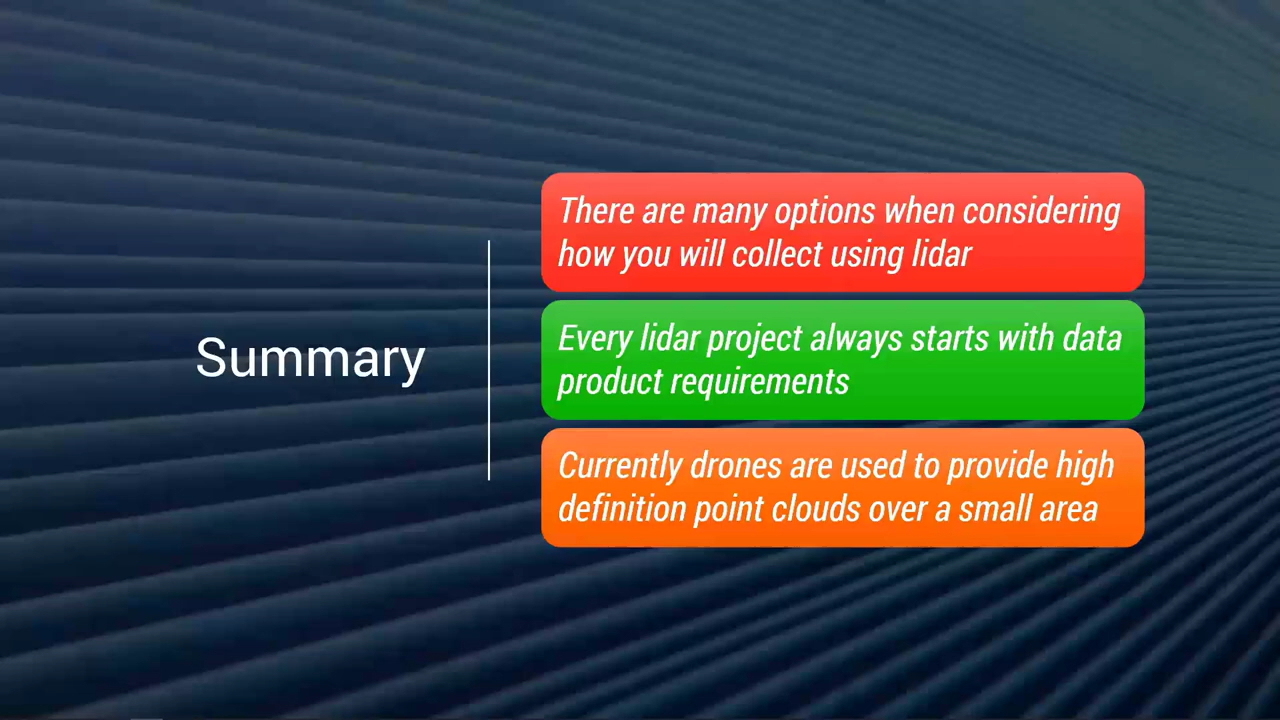 Summary
There are many options when considering
how you will collect using lidar
Every lidar project always starts with data
product requirements
Currently drones are used to provide high
definition point clouds over a small area